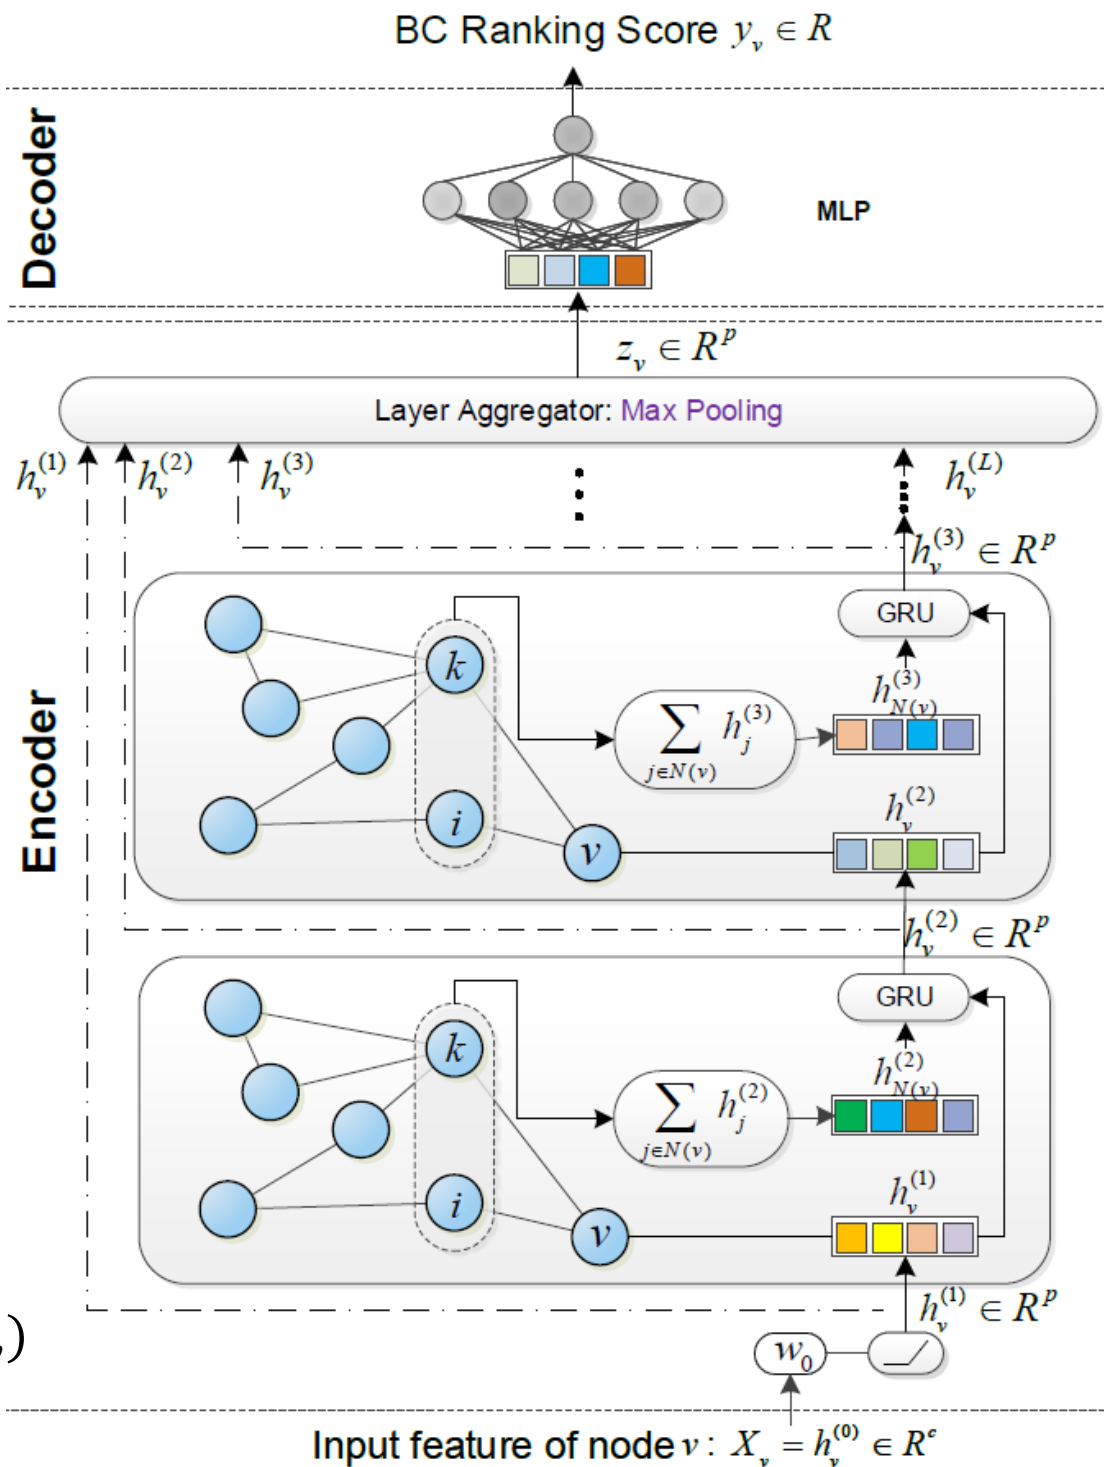 BC Ranking Score y_v ∈ R
Decoder
MLP
z_v ∈ R^p
Layer Aggregator: Max Pooling
h_v^(1) h_v^(2) h_v^(3) h_v^(L)
h_v^(3) ∈ R^p
Encoder
GRU
k
h_N(v)^(3)
∑_{j∈N(v)} h_j^(3)
i
h_v^(2)
v
h_v^(2) ∈ R^p
GRU
k
h_N(v)^(2)
∑_{j∈N(v)} h_j^(2)
i
h_v^(1)
v
h_v^(1) ∈ R^p
w_0
Input feature of node v: X_v = h_v^(0) ∈ R^c